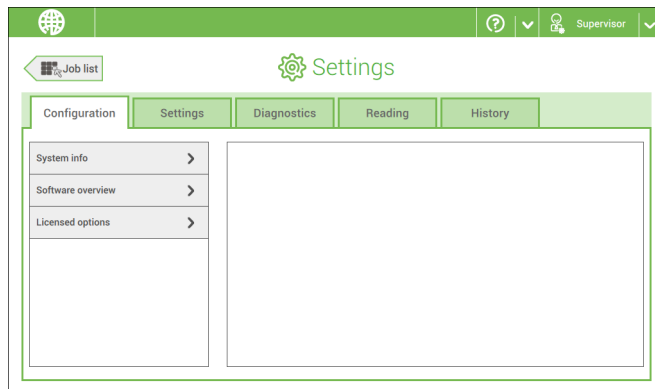 Supervisor
Job list
Settings
Configuration
Settings
Diagnostics
Reading
History
System info
Software overview
Licensed options